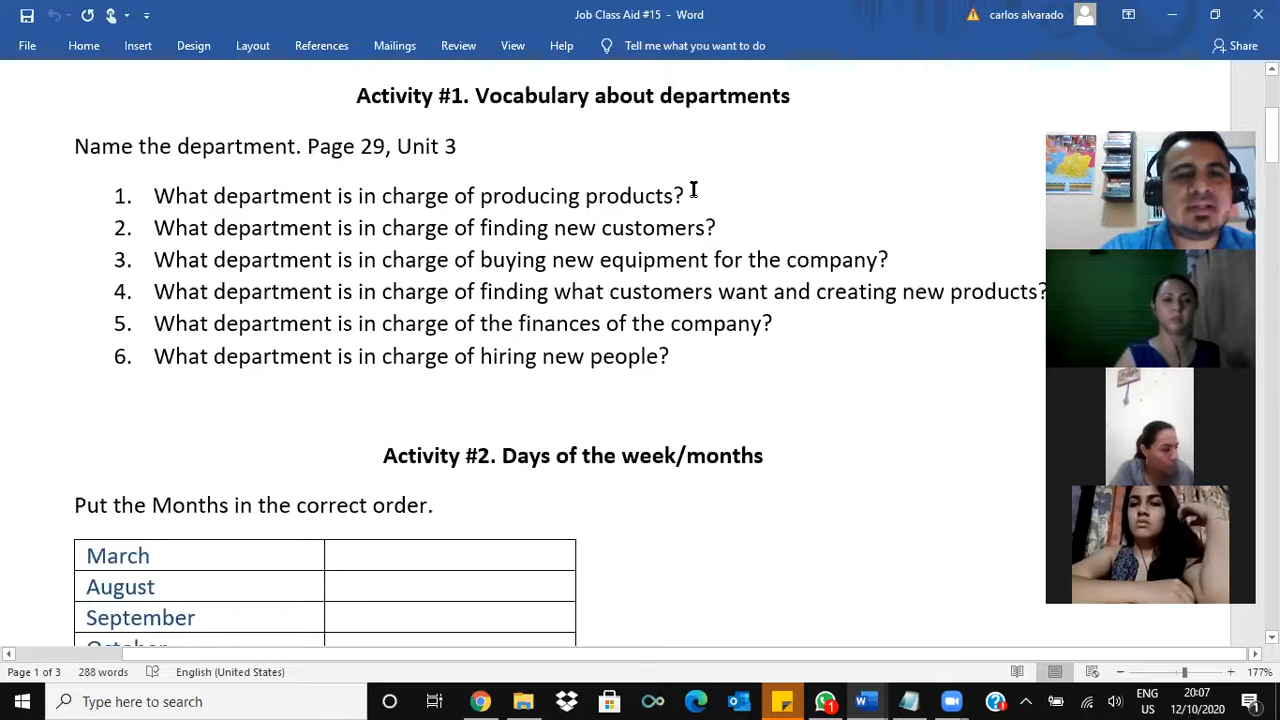 Job Class Aid #15 - Word
carlos alvarado
File Home Insert Design Layout References Mailings Review View Help Tell me what you want to do Share
Activity #1. Vocabulary about departments
Name the department. Page 29, Unit 3
1. What department is in charge of producing products?
2. What department is in charge of finding new customers?
3. What department is in charge of buying new equipment for the company?
4. What department is in charge of finding what customers want and creating new products?
5. What department is in charge of the finances of the company?
6. What department is in charge of hiring new people?
Activity #2. Days of the week/months
Put the Months in the correct order.
March
August
September
October
Page 1 of 3 288 words English (United States) 177%
Type here to search
1
ENG 20:07
US 12/10/2020
1